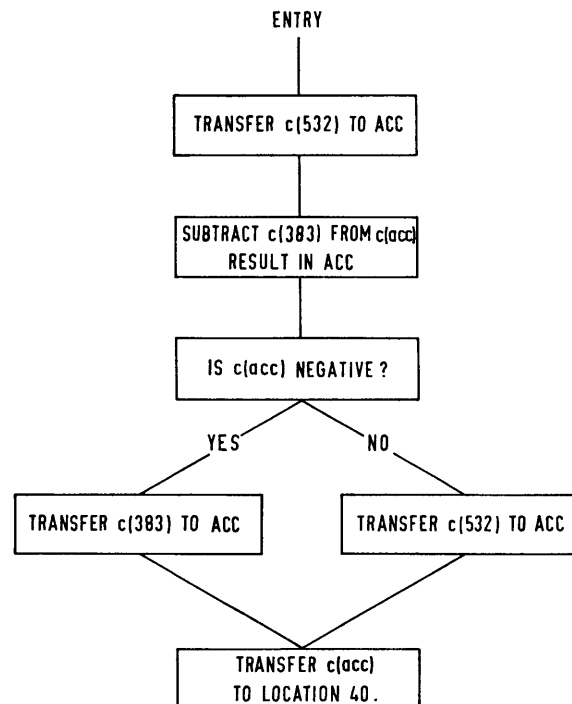 ENTRY
TRANSFER c(532) TO ACC
SUBTRACT c(383) FROM c(acc)
RESULT IN ACC
IS c(acc) NEGATIVE?
YES
NO
TRANSFER c(383) TO ACC
TRANSFER c(532) TO ACC
TRANSFER c(acc)
TO LOCATION 40.